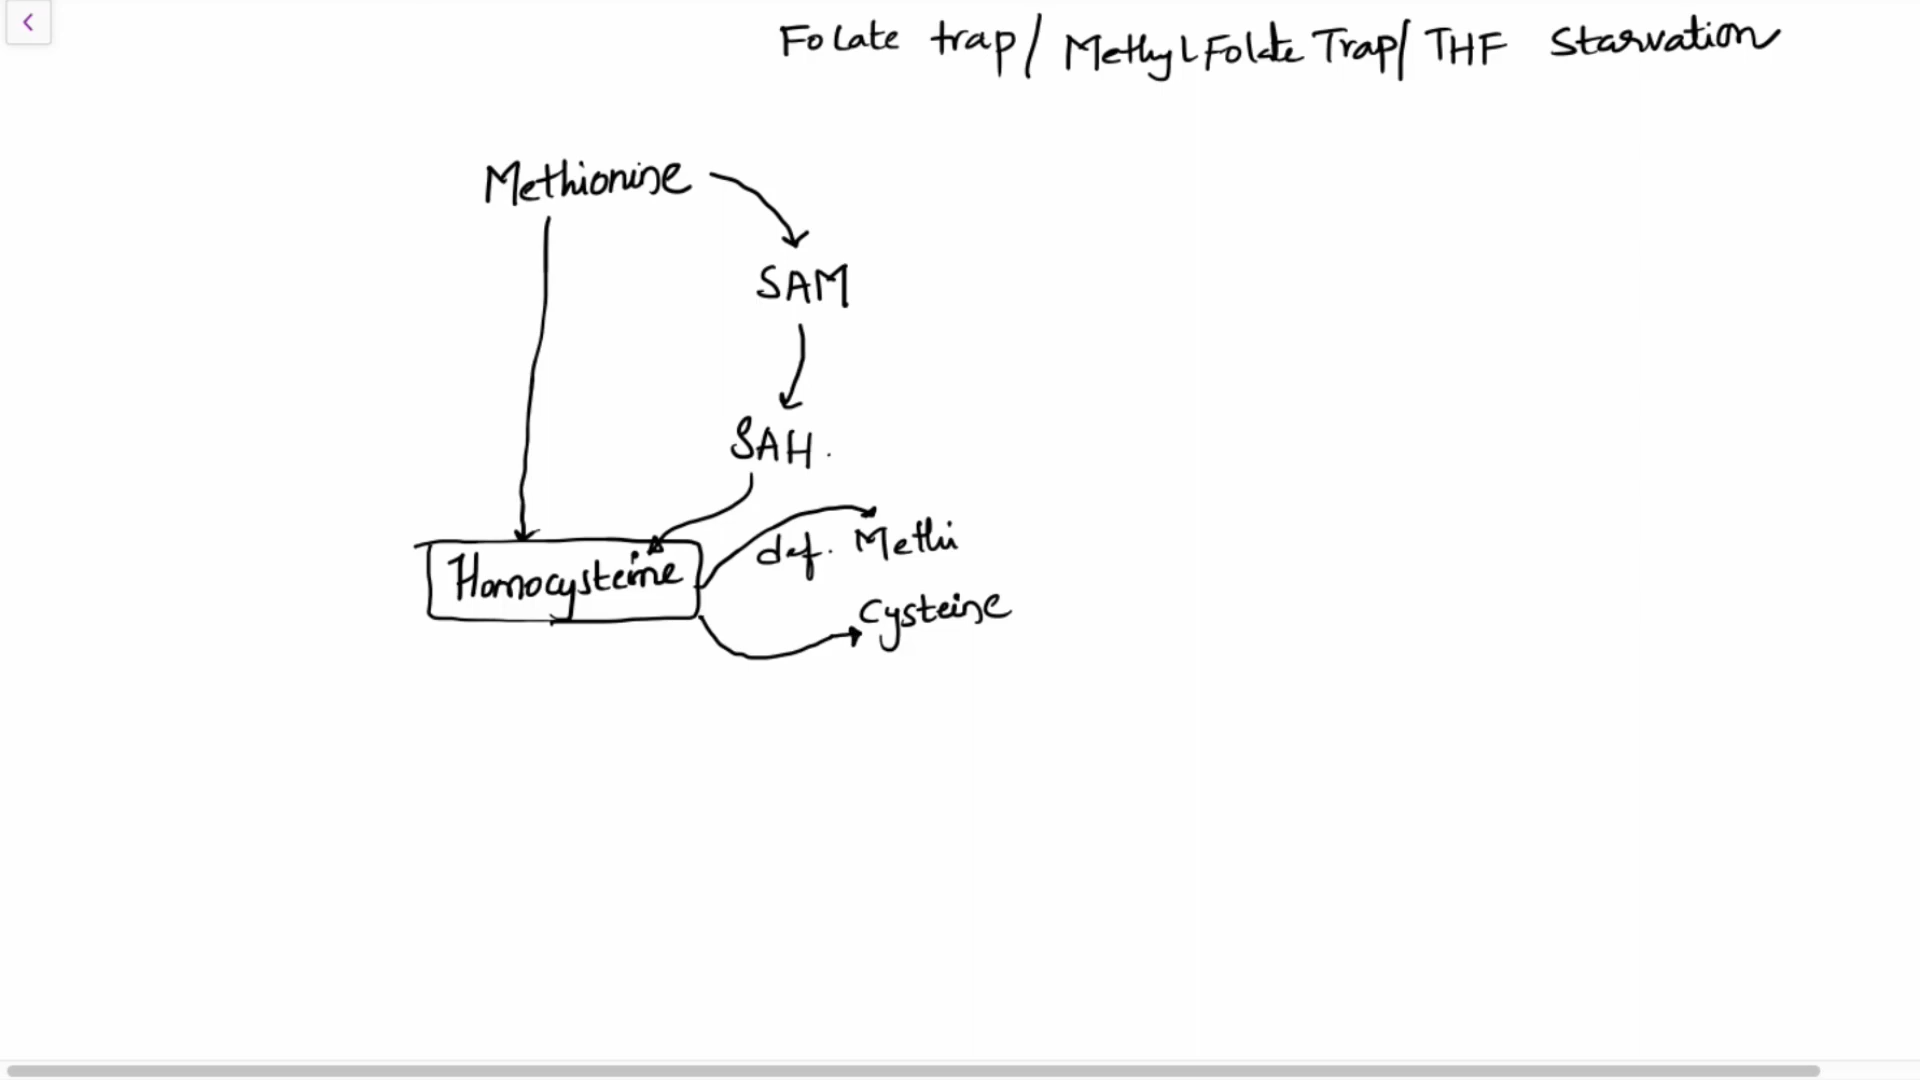 Folate trap/ Methyl Folate Trap/ THF Starvation
Methionine
SAM
SAH.
Homocysteine
def. Methi
Cysteine